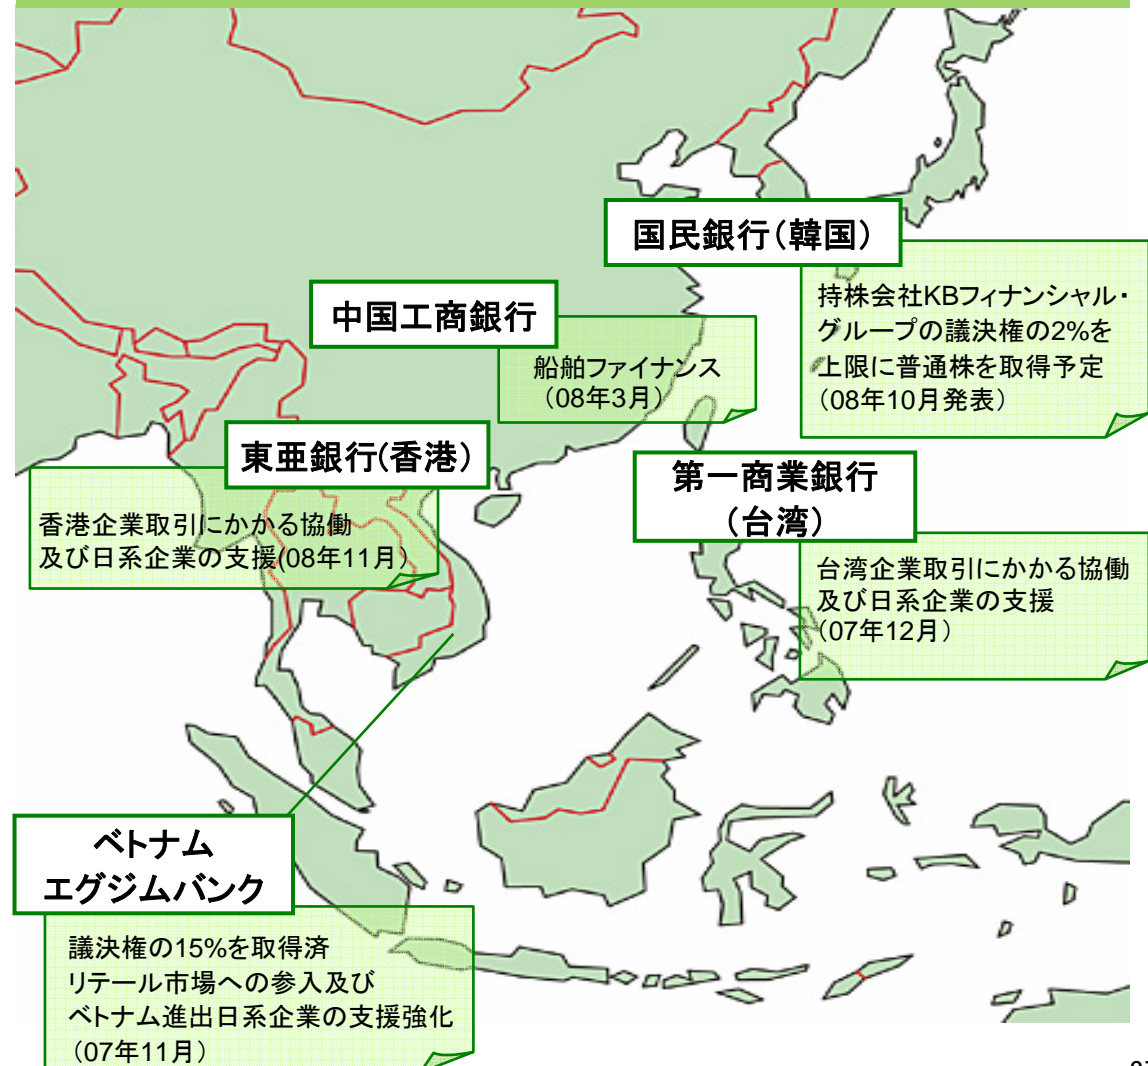 国民銀行（韓国）
持株会社KBフィナンシャル・
グループの議決権の2%を
上限に普通株を取得予定
（08年10月発表）
中国工商銀行
船舶ファイナンス
（08年3月）
東亜銀行(香港）
香港企業取引にかかる協働
及び日系企業の支援(08年11月）
第一商業銀行
（台湾）
台湾企業取引にかかる協働
及び日系企業の支援
（07年12月）
ベトナム
エグジムバンク
議決権の15%を取得済
リテール市場への参入及び
ベトナム進出日系企業の支援強化
（07年11月）